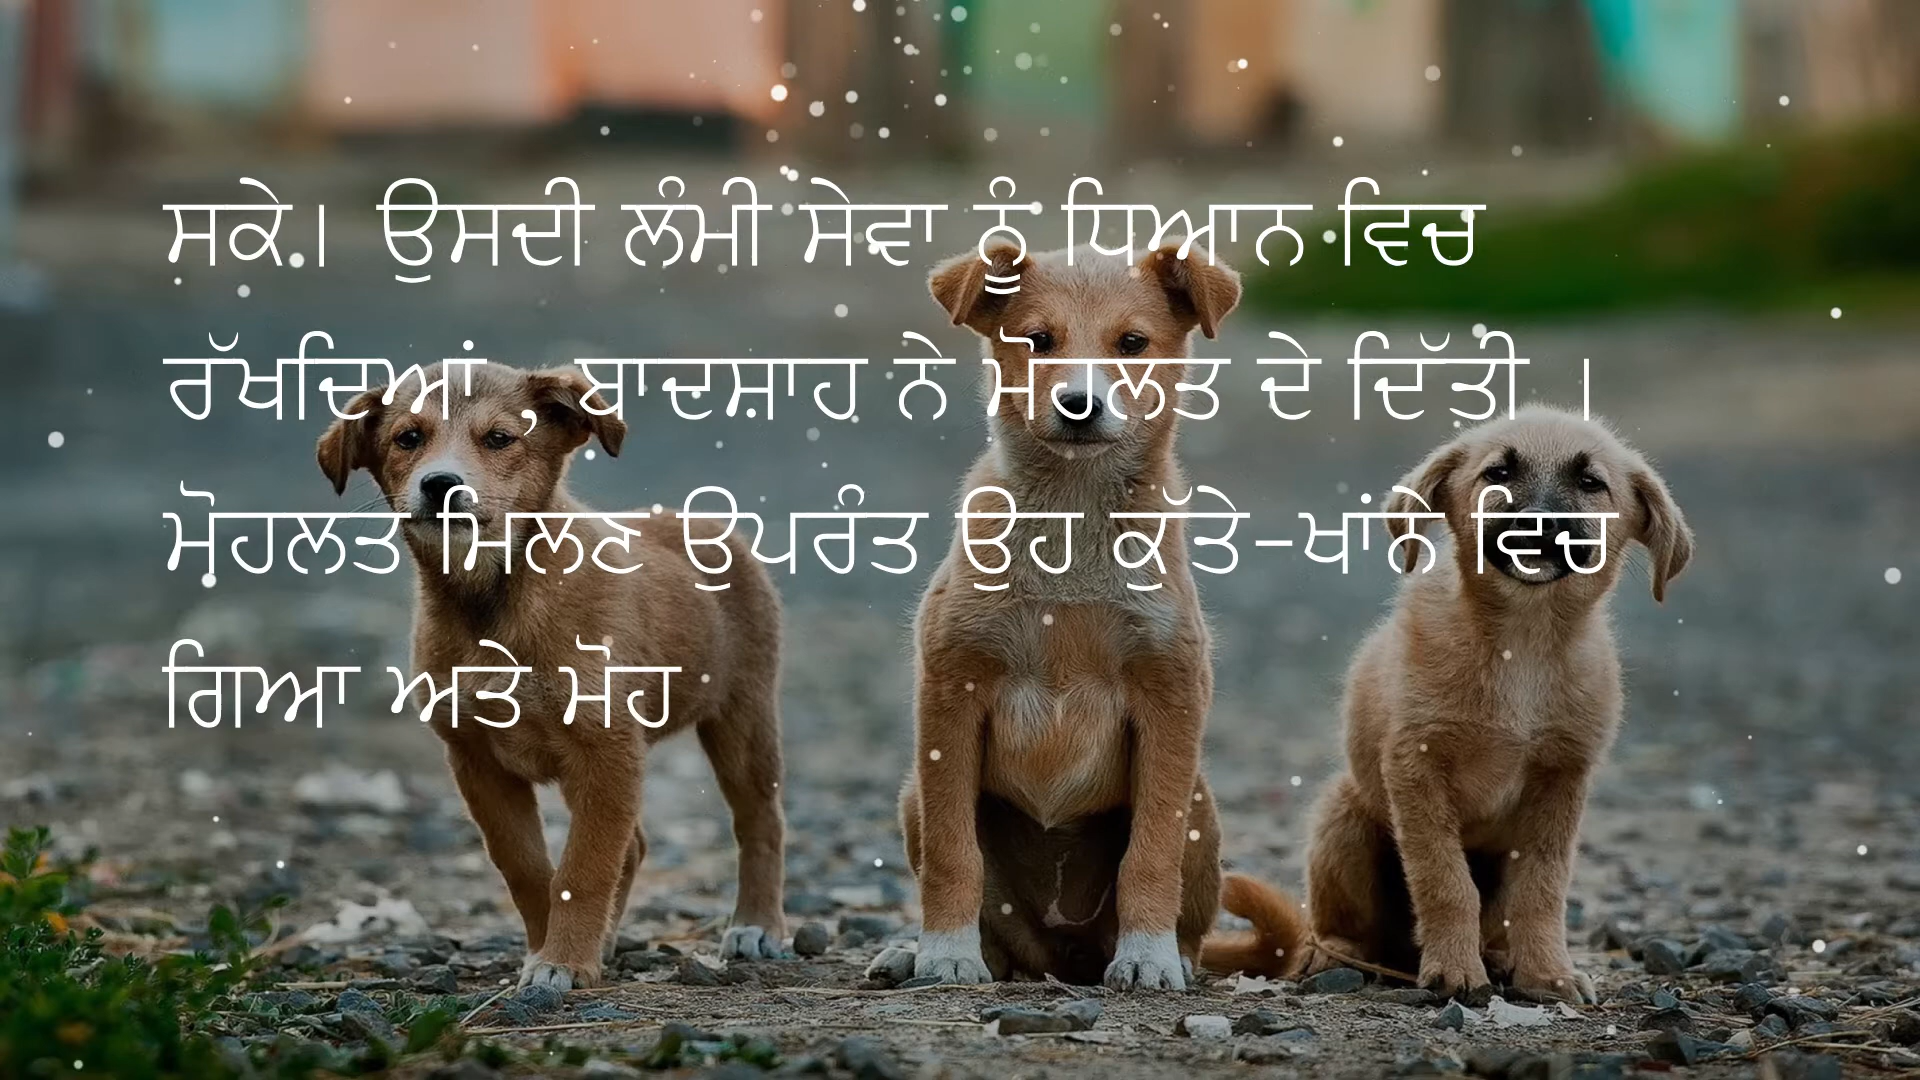 ਸਕੇ। ਉਸਦੀ ਲੰਮੀ ਸੇਵਾ ਨੂੰ ਧਿਆਨ ਵਿਚ
ਰੱਖਦਿਆਂ , ਬਾਦਸ਼ਾਹ ਨੇ ਮੋਹਲਤ ਦੇ ਦਿੱਤੀ ।
ਮੋਹਲਤ ਮਿਲਣ ਉਪਰੰਤ ਉਹ ਕੁੱਤੇ-ਖਾਂਨੇ ਵਿਚ
ਗਿਆ ਅਤੇ ਮੋਹ